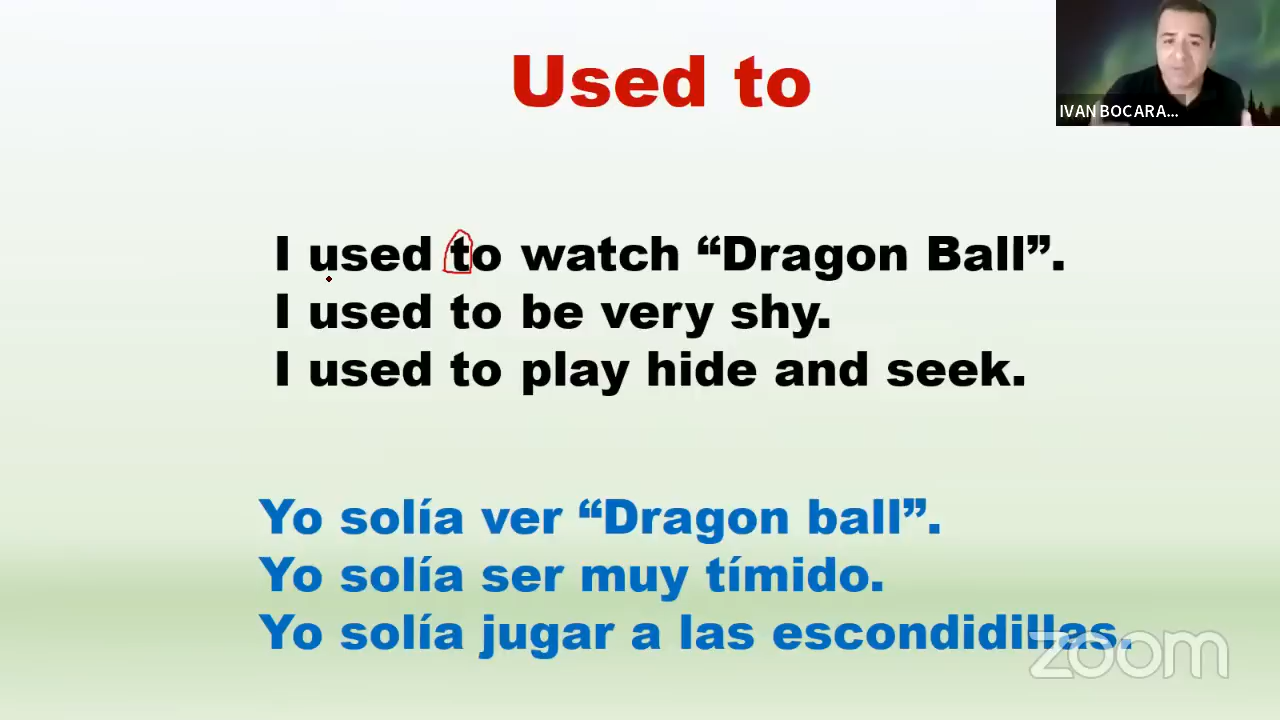 Used to
IVAN BOCARA...
I used to watch “Dragon Ball”.
I used to be very shy.
I used to play hide and seek.
Yo solía ver “Dragon ball”.
Yo solía ser muy tímido.
Yo solía jugar a las escondidillas.
zoom